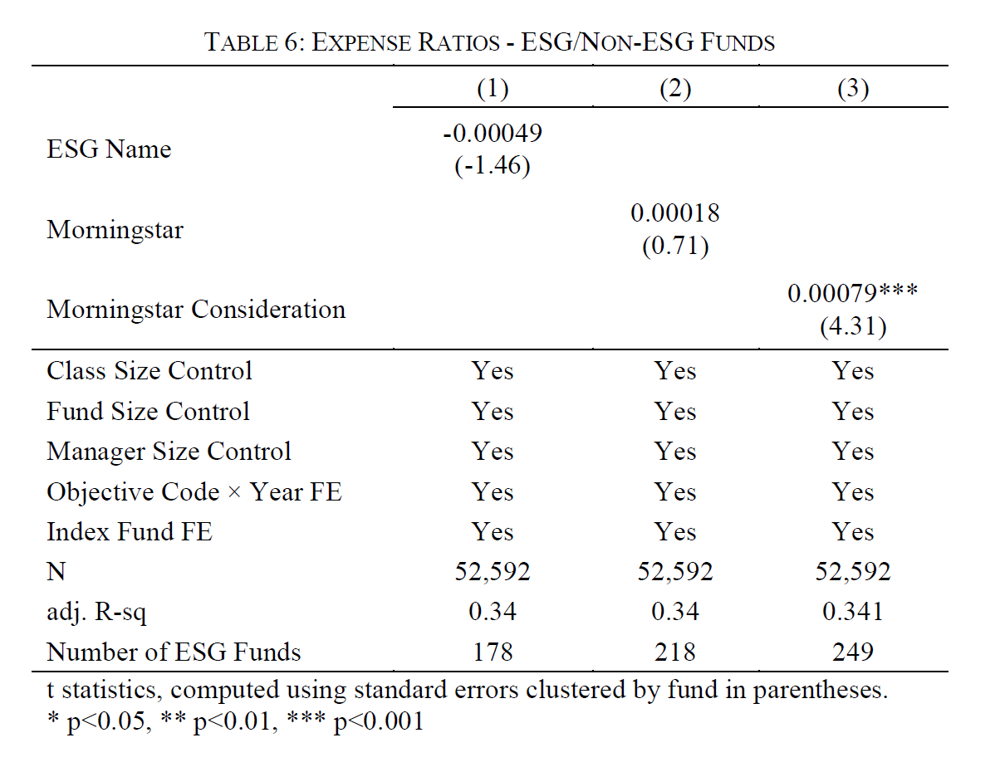 TABLE 6: EXPENSE RATIOS - ESG/NON-ESG FUNDS
(1) (2) (3)
ESG Name -0.00049
(-1.46)
Morningstar 0.00018
(0.71)
Morningstar Consideration 0.00079***
(4.31)
Class Size Control Yes Yes Yes
Fund Size Control Yes Yes Yes
Manager Size Control Yes Yes Yes
Objective Code × Year FE Yes Yes Yes
Index Fund FE Yes Yes Yes
N 52,592 52,592 52,592
adj. R-sq 0.34 0.34 0.341
Number of ESG Funds 178 218 249
t statistics, computed using standard errors clustered by fund in parentheses.
* p<0.05, ** p<0.01, *** p<0.001